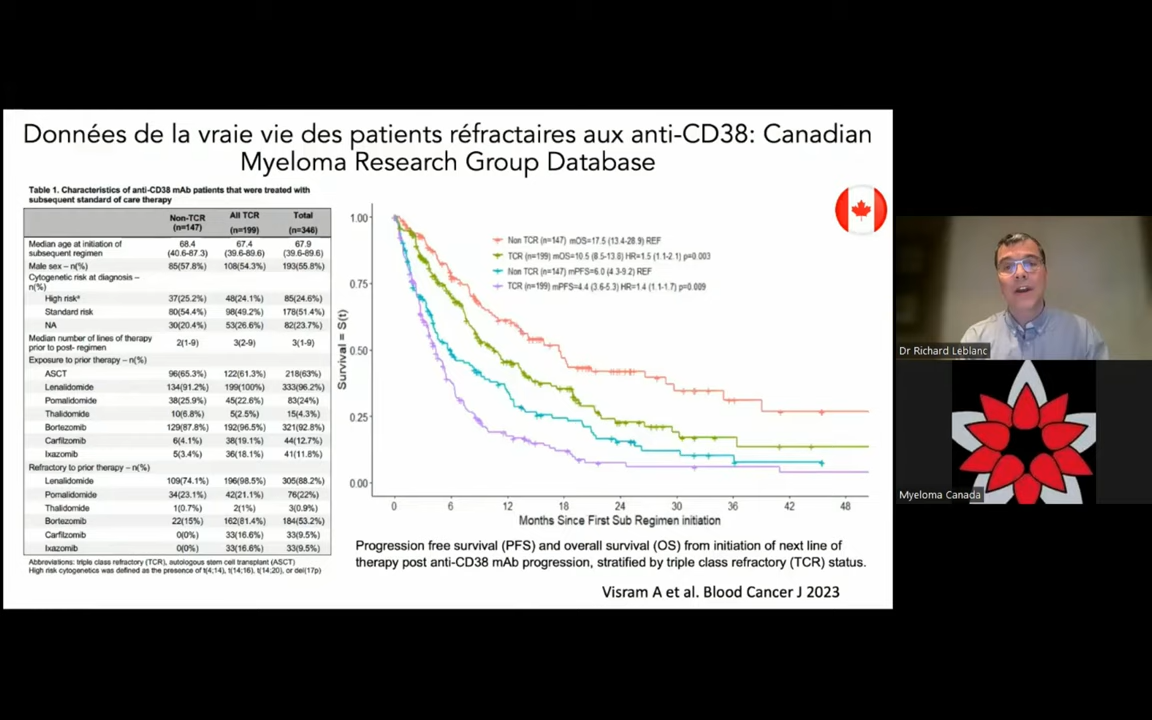 Données de la vraie vie des patients réfractaires aux anti-CD38: Canadian
Myeloma Research Group Database
Table 1. Characteristics of anti-CD38 mAb patients that were treated with
subsequent standard of care therapy
Non-TCR (n=147) All TCR (n=199) Total (n=346)
Median age at initiation of subsequent regimen 68.4 (40.6-87.3) 67.4 (39.6-89.6) 67.9 (39.6-89.6)
Male sex – n(%) 85(57.8%) 108(54.3%) 193(55.8%)
Cytogenetic risk at diagnosis – n(%)
High riskª 37(25.2%) 48(24.1%) 85(24.6%)
Standard risk 80(54.4%) 98(49.2%) 178(51.4%)
NA 30(20.4%) 53(26.6%) 82(23.7%)
Median number of lines of therapy prior to post- regimen 2(1-9) 3(2-9) 3(1-9)
Exposure to prior therapy – n(%)
ASCT 96(65.3%) 122(61.3%) 218(63%)
Lenalidomide 134(91.2%) 199(100%) 333(96.2%)
Pomalidomide 38(25.9%) 45(22.6%) 83(24%)
Thalidomide 10(6.8%) 5(2.5%) 15(4.3%)
Bortezomib 129(87.8%) 192(96.5%) 321(92.8%)
Carfilzomib 6(4.1%) 38(19.1%) 44(12.7%)
Ixazomib 5(3.4%) 36(18.1%) 41(11.8%)
Refractory to prior therapy – n(%)
Lenalidomide 109(74.1%) 196(98.5%) 305(88.2%)
Pomalidomide 34(23.1%) 42(21.1%) 76(22%)
Thalidomide 1(0.7%) 2(1%) 3(0.9%)
Bortezomib 22(15%) 162(81.4%) 184(53.2%)
Carfilzomib 0(0%) 33(16.6%) 33(9.5%)
Ixazomib 0(0%) 33(16.6%) 33(9.5%)
Abbreviations: triple class refractory (TCR), autologous stem cell transplant (ASCT)
High risk cytogenetics was defined as the presence of t(4;14), t(14;16), t(14;20), or del(17p)
Survival = S(t)
1.00
0.75
0.50
0.25
0.00
Non TCR (n=147) mOS=17.5 (13.4-28.9) REF
TCR (n=199) mOS=10.5 (8.5-13.8) HR=1.5 (1.1-2.1) p=0.003
Non TCR (n=147) mPFS=6.0 (4.3-9.2) REF
TCR (n=199) mPFS=4.4 (3.6-5.3) HR=1.4 (1.1-1.7) p=0.009
0 6 12 18 24 30 36 42 48
Months Since First Sub Regimen initiation
Progression free survival (PFS) and overall survival (OS) from initiation of next line of
therapy post anti-CD38 mAb progression, stratified by triple class refractory (TCR) status.
Visram A et al. Blood Cancer J 2023
Dr Richard Leblanc
Myeloma Canada